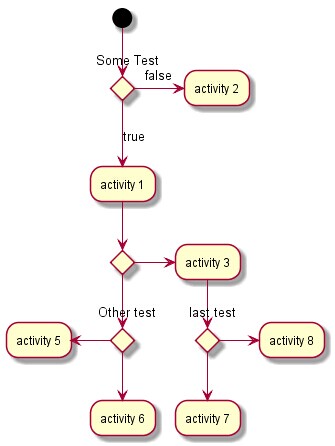 Some Test
false
activity 2
true
activity 1
activity 3
Other test
last test
activity 5
activity 8
activity 6
activity 7